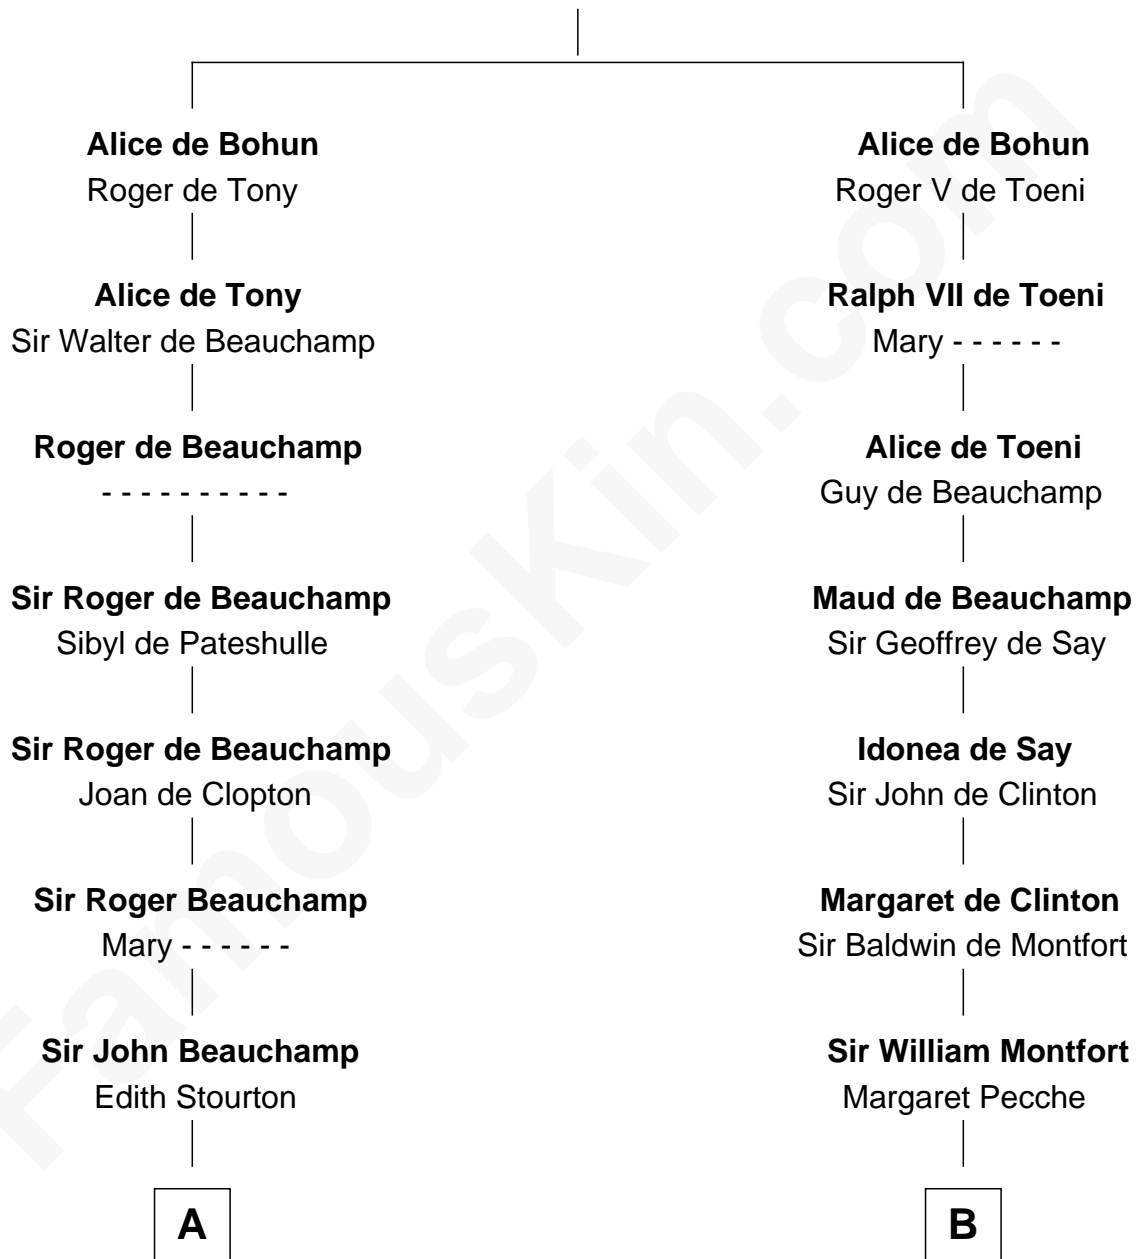 Alice de Bohun
Roger de Tony
Alice de Tony
Sir Walter de Beauchamp
Roger de Beauchamp
- - - - - - - - - -
Sir Roger de Beauchamp
Sibyl de Pateshulle
Sir Roger de Beauchamp
Joan de Clopton
Sir Roger Beauchamp
Mary - - - - - -
Sir John Beauchamp
Edith Stourton
A
Alice de Bohun
Roger V de Toeni
Ralph VII de Toeni
Mary - - - - - -
Alice de Toeni
Guy de Beauchamp
Maud de Beauchamp
Sir Geoffrey de Say
Idonea de Say
Sir John de Clinton
Margaret de Clinton
Sir Baldwin de Montfort
Sir William Montfort
Margaret Pecche
B
FamousKin.com